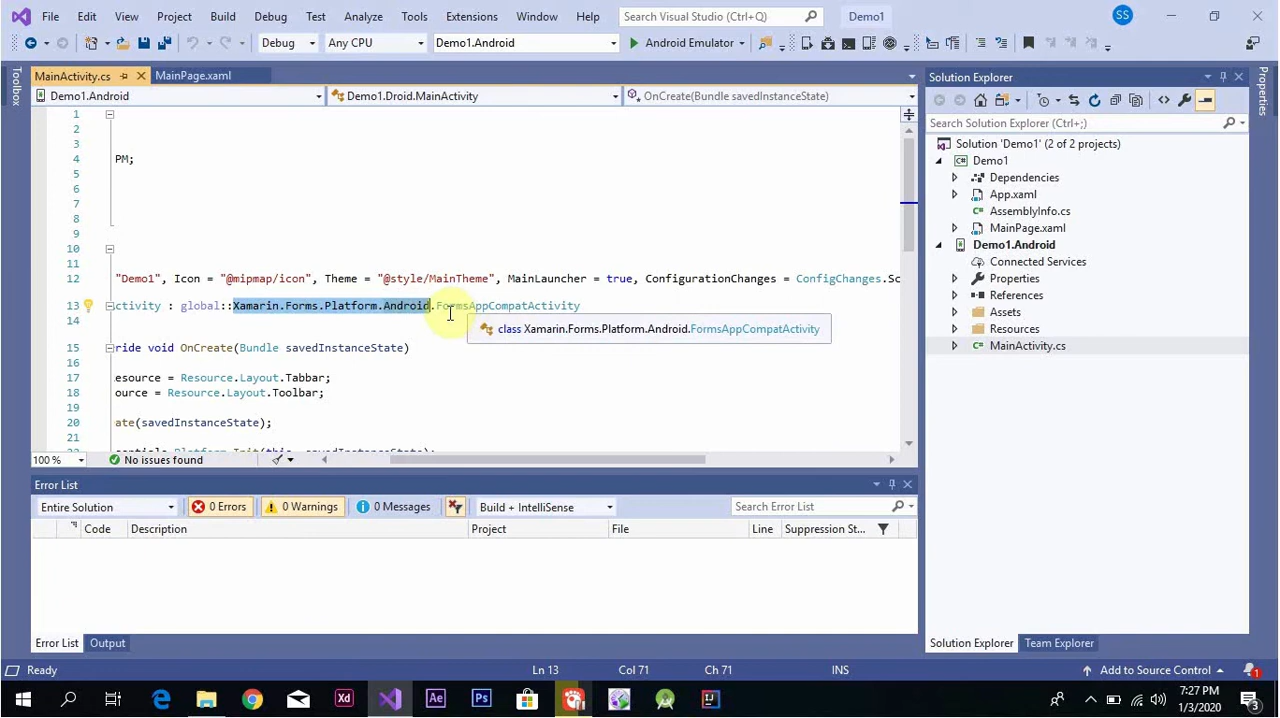 File Edit View Project Build Debug Test Analyze Tools Extensions Window Help Search Visual Studio (Ctrl+Q) Demo1 SS
Debug Any CPU Demo1.Android Android Emulator
MainActivity.cs MainPage.xaml
Demo1.Android Demo1.Droid.MainActivity OnCreate(Bundle savedInstanceState)
Toolbox
1
2
3
4 PM;
5
6
7
8
9
10
11
12 "Demo1", Icon = "@mipmap/icon", Theme = "@style/MainTheme", MainLauncher = true, ConfigurationChanges = ConfigChanges.Sc
13 ctivity : global::Xamarin.Forms.Platform.Android.FormsAppCompatActivity
class Xamarin.Forms.Platform.Android.FormsAppCompatActivity
14
15 ride void OnCreate(Bundle savedInstanceState)
16
17 esource = Resource.Layout.Tabbar;
18 ource = Resource.Layout.Toolbar;
19
20 ate(savedInstanceState);
21
100 % No issues found
Error List
Entire Solution 0 Errors 0 Warnings 0 Messages Build + IntelliSense Search Error List
Code Description Project File Line Suppression St...
Error List Output
Solution Explorer
Search Solution Explorer (Ctrl+;)
Solution 'Demo1' (2 of 2 projects)
Demo1
Dependencies
App.xaml
AssemblyInfo.cs
MainPage.xaml
Demo1.Android
Connected Services
Properties
References
Assets
Resources
MainActivity.cs
Solution Explorer Team Explorer
Properties
Ready Ln 13 Col 71 Ch 71 INS Add to Source Control 1
Xd Ae Ps
7:27 PM
1/3/2020
3